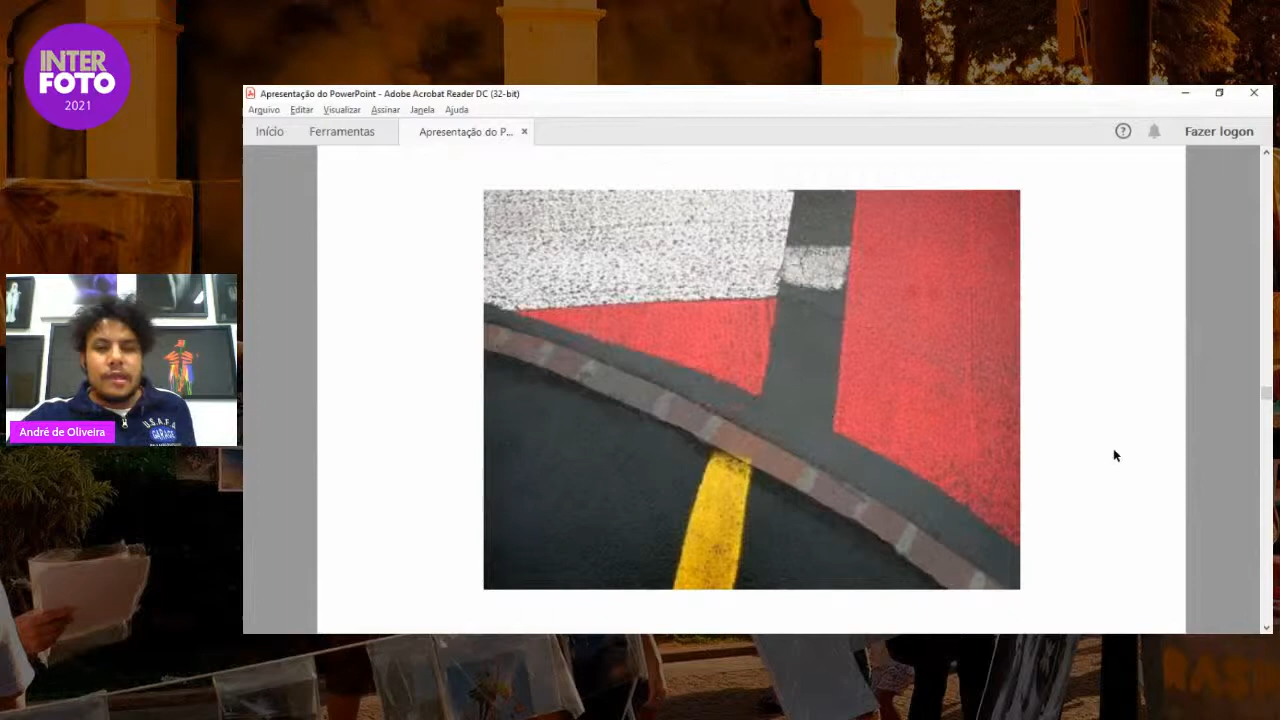 INTER
FOTO
2021
Apresentação do PowerPoint - Adobe Acrobat Reader DC (32-bit)
Arquivo Editar Visualizar Assinar Janela Ajuda
Início Ferramentas Apresentação do P... × Fazer logon
U.S.A.F.A
GARAGE
André de Oliveira